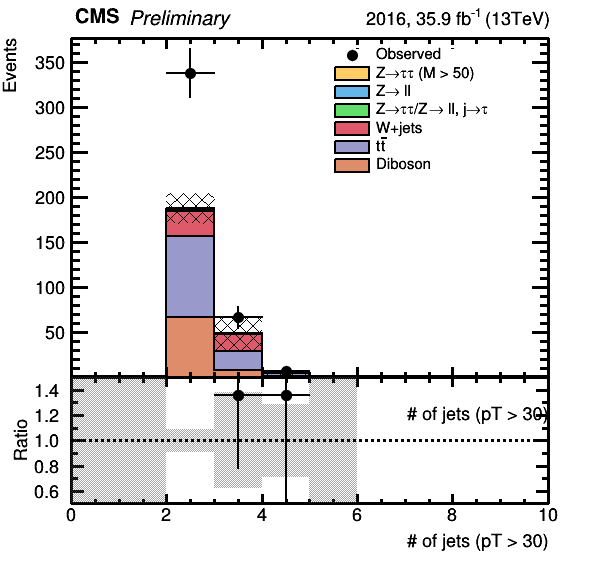 CMS Preliminary 2016, 35.9 fb⁻¹ (13TeV)
Events
350
300
250
200
150
100
50
Observed
Z→ττ (M > 50)
Z→ ll
Z→ττ/Z→ ll, j→τ
W+jets
tt̄
Diboson
Ratio
1.4
1.2
1.0
0.8
0.6
# of jets (pT > 30)
0 2 4 6 8 10
# of jets (pT > 30)